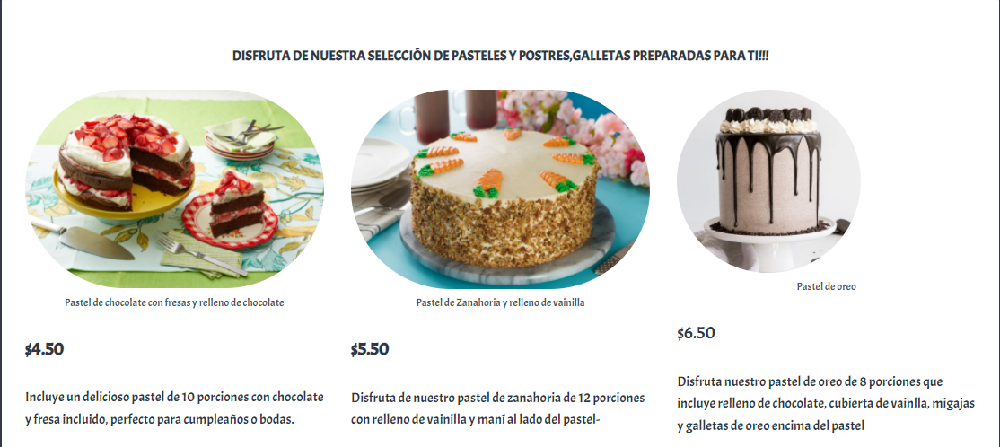 DISFRUTA DE NUESTRA SELECCIÓN DE PASTELES Y POSTRES,GALLETAS PREPARADAS PARA TI!!!
Pastel de chocolate con fresas y relleno de chocolate
$4.50
Incluye un delicioso pastel de 10 porciones con chocolate
y fresa incluido, perfecto para cumpleaños o bodas.
Pastel de Zanahoria y relleno de vainilla
$5.50
Disfruta de nuestro pastel de zanahoria de 12 porciones
con relleno de vainilla y maní al lado del pastel-
Pastel de oreo
$6.50
Disfruta nuestro pastel de oreo de 8 porciones que
incluye relleno de chocolate, cubierta de vainlla, migajas
y galletas de oreo encima del pastel